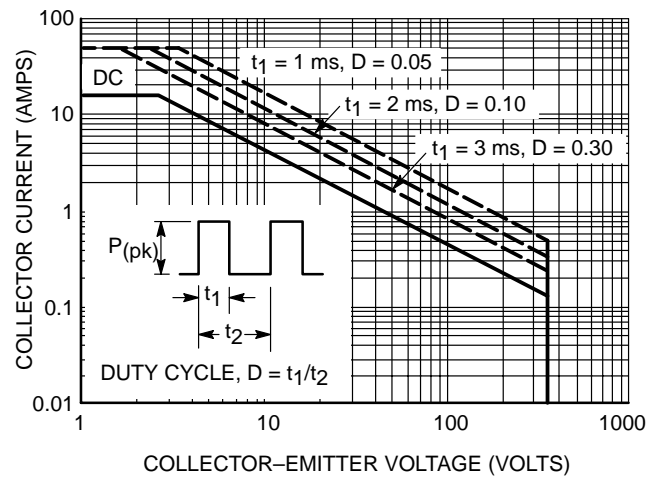 100
10
1
0.1
0.01
COLLECTOR CURRENT (AMPS)
DC
t1 = 1 ms, D = 0.05
t1 = 2 ms, D = 0.10
t1 = 3 ms, D = 0.30
P(pk)
t1
t2
DUTY CYCLE, D = t1/t2
1
10
100
1000
COLLECTOR–EMITTER VOLTAGE (VOLTS)